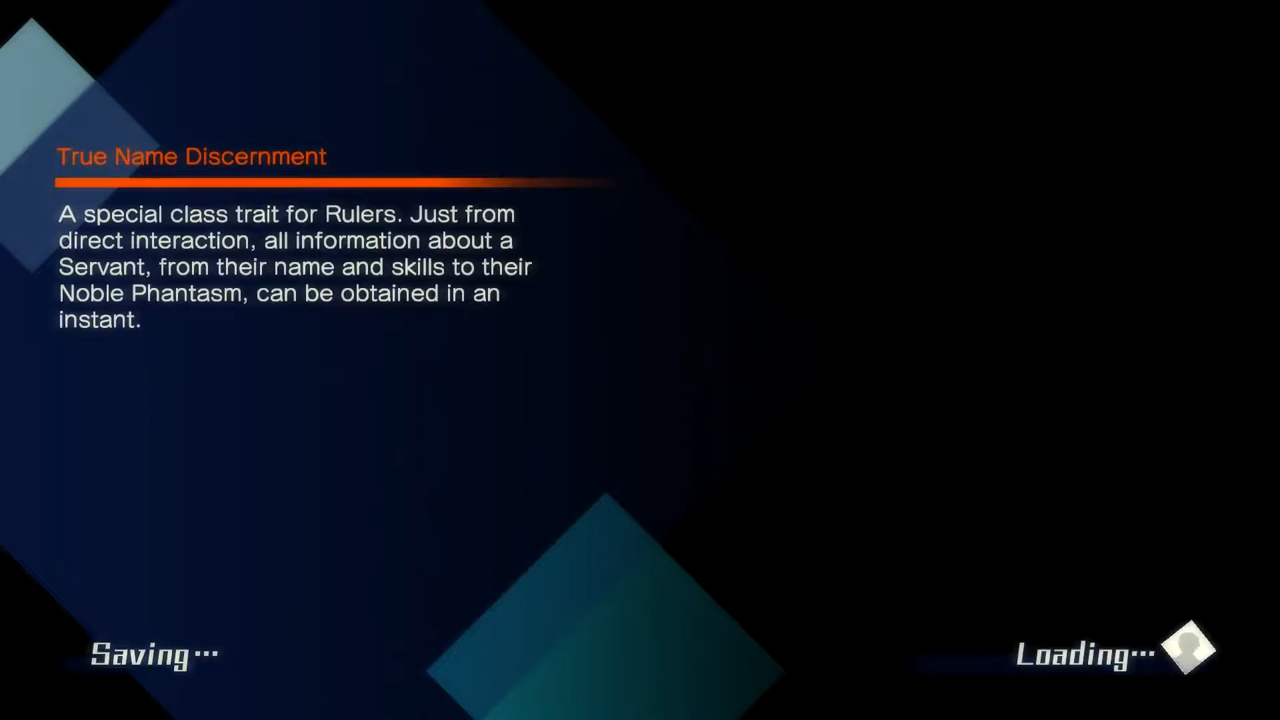 True Name Discernment
A special class trait for Rulers. Just from
direct interaction, all information about a
Servant, from their name and skills to their
Noble Phantasm, can be obtained in an
instant.
Saving···
Loading···